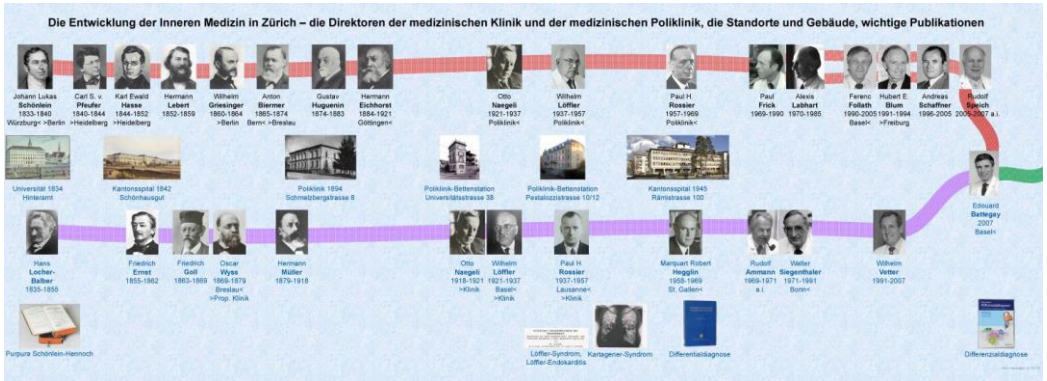 Die Entwicklung der Inneren Medizin in Zürich – die Direktoren der medizinischen Klinik und der medizinischen Poliklinik, die Standorte und Gebäude, wichtige Publikationen
Johann Lukas
Schönlein
1833-1840
Würzburg< >Berlin
Carl S. v.
Pfeufer
1840-1844
>Heidelberg
Karl Ewald
Hasse
1844-1852
>Heidelberg
Hermann
Lebert
1852-1859
Wilhelm
Griesinger
1860-1864
>Berlin
Anton
Biermer
1865-1874
Bern< >Breslau
Gustav
Huguenin
1874-1883
Hermann
Eichhorst
1884-1921
Göttingen<
Otto
Naegeli
1921-1937
Poliklinik<
Wilhelm
Löffler
1937-1957
Poliklinik<
Paul H.
Rossier
1957-1969
Poliklinik<
Paul
Frick
1969-1990
Alexis
Labhart
1970-1985
Ferenc
Follath
1990-2005
Basel<
Hubert E.
Blum
1991-1994
>Freiburg
Andreas
Schaffner
1996-2005
Rudolf
Speich
2005-2007 a.i.
Universität 1834
Hinteramt
Kantonsspital 1842
Schönhausgut
Poliklinik 1894
Schmelzbergstrasse 8
Poliklinik-Bettenstation
Universitätsstrasse 38
Poliklinik-Bettenstation
Pestalozzistrasse 10/12
Kantonsspital 1945
Rämistrasse 100
Edouard
Battegay
2007
Basel<
Hans
Locher-
Balber
1835-1855
Friedrich
Ernst
1855-1862
Friedrich
Goll
1863-1869
Oscar
Wyss
1869-1879
Breslau<
>Prop. Klinik
Hermann
Müller
1879-1918
Otto
Naegeli
1918-1921
>Klinik
Wilhelm
Löffler
1921-1937
Basel<
>Klinik
Paul H.
Rossier
1937-1957
Lausanne<
>Klinik
Marquart Robert
Hegglin
1958-1969
St. Gallen<
Rudolf
Ammann
1969-1971
a.i.
Walter
Siegenthaler
1971-1991
Bonn<
Wilhelm
Vetter
1991-2007
Purpura Schönlein-Hennoch
Löffler-Syndrom,
Löffler-Endokarditis
Kartagener-Syndrom
Differentialdiagnose
Differenzialdiagnose